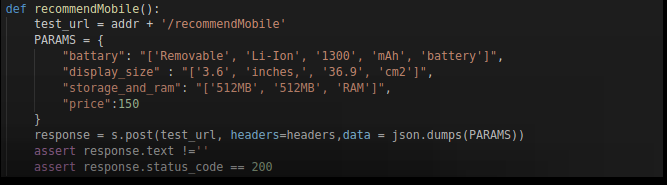 def recommendMobile():
test_url = addr + '/recommendMobile'
PARAMS = {
"battary": "['Removable', 'Li-Ion', '1300', 'mAh', 'battery']",
"display_size" : "['3.6', 'inches,', '36.9', 'cm2']",
"storage_and_ram": "['512MB', '512MB', 'RAM']",
"price":150
}
response = s.post(test_url, headers=headers,data = json.dumps(PARAMS))
assert response.text !=''
assert response.status_code == 200